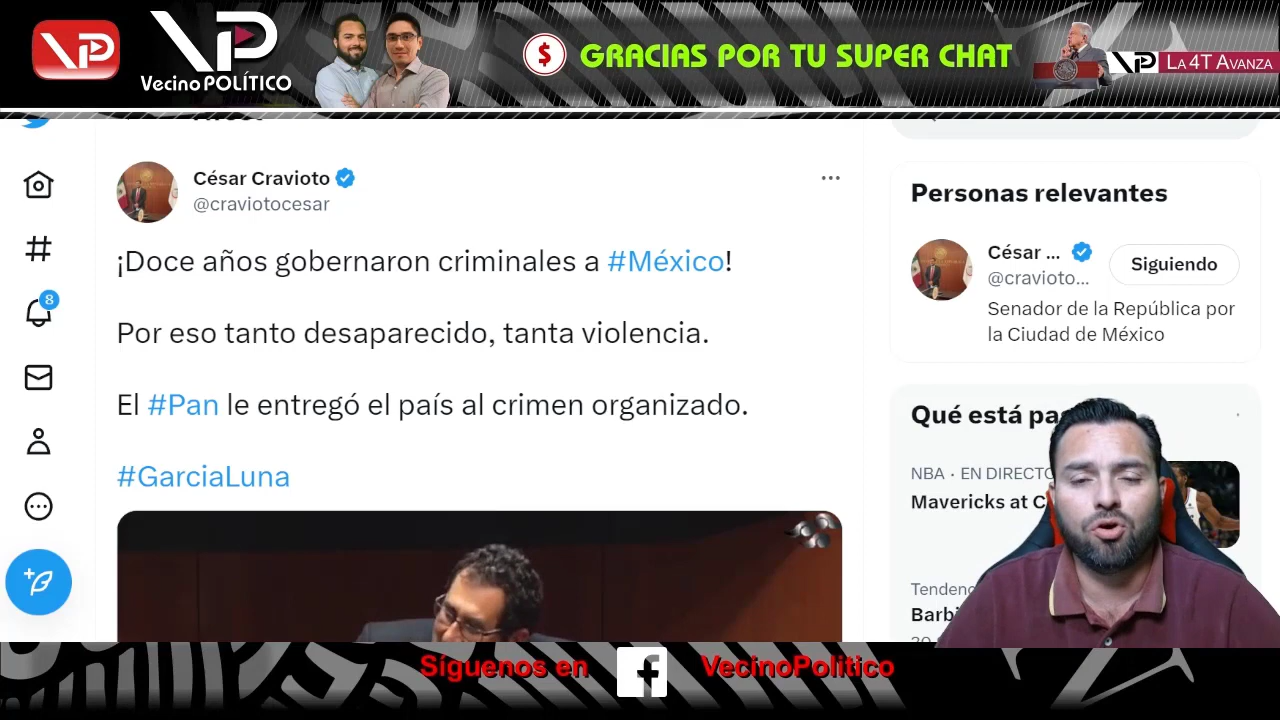 VP
VP
Vecino POLÍTICO
$ GRACIAS POR TU SUPER CHAT
VP LA 4T AVANZA
César Cravioto
@craviotocesar
¡Doce años gobernaron criminales a #México!
Por eso tanto desaparecido, tanta violencia.
El #Pan le entregó el país al crimen organizado.
#GarciaLuna
8
Personas relevantes
César ...
@cravioto...
Siguiendo
Senador de la República por
la Ciudad de México
Qué está pa
NBA · EN DIRECTO
Mavericks at C
Tendenc
Barbi
Síguenos en
f
VecinoPolitico